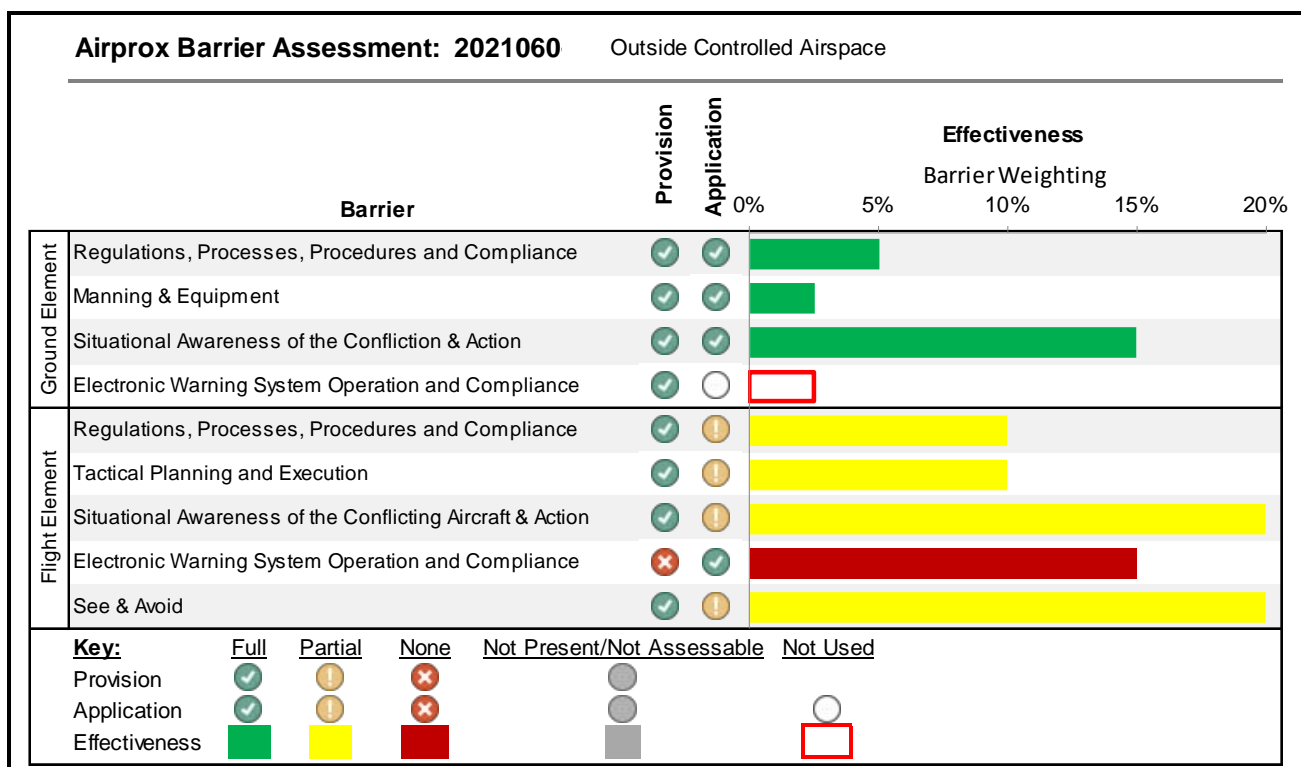 Airprox Barrier Assessment: 2021060 Outside Controlled Airspace
Barrier Provision Application Effectiveness
Barrier Weighting
0% 5% 10% 15% 20%
Ground Element
Regulations, Processes, Procedures and Compliance
Manning & Equipment
Situational Awareness of the Confliction & Action
Electronic Warning System Operation and Compliance
Flight Element
Regulations, Processes, Procedures and Compliance
Tactical Planning and Execution
Situational Awareness of the Conflicting Aircraft & Action
Electronic Warning System Operation and Compliance
See & Avoid
Key: Full Partial None Not Present/Not Assessable Not Used
Provision
Application
Effectiveness